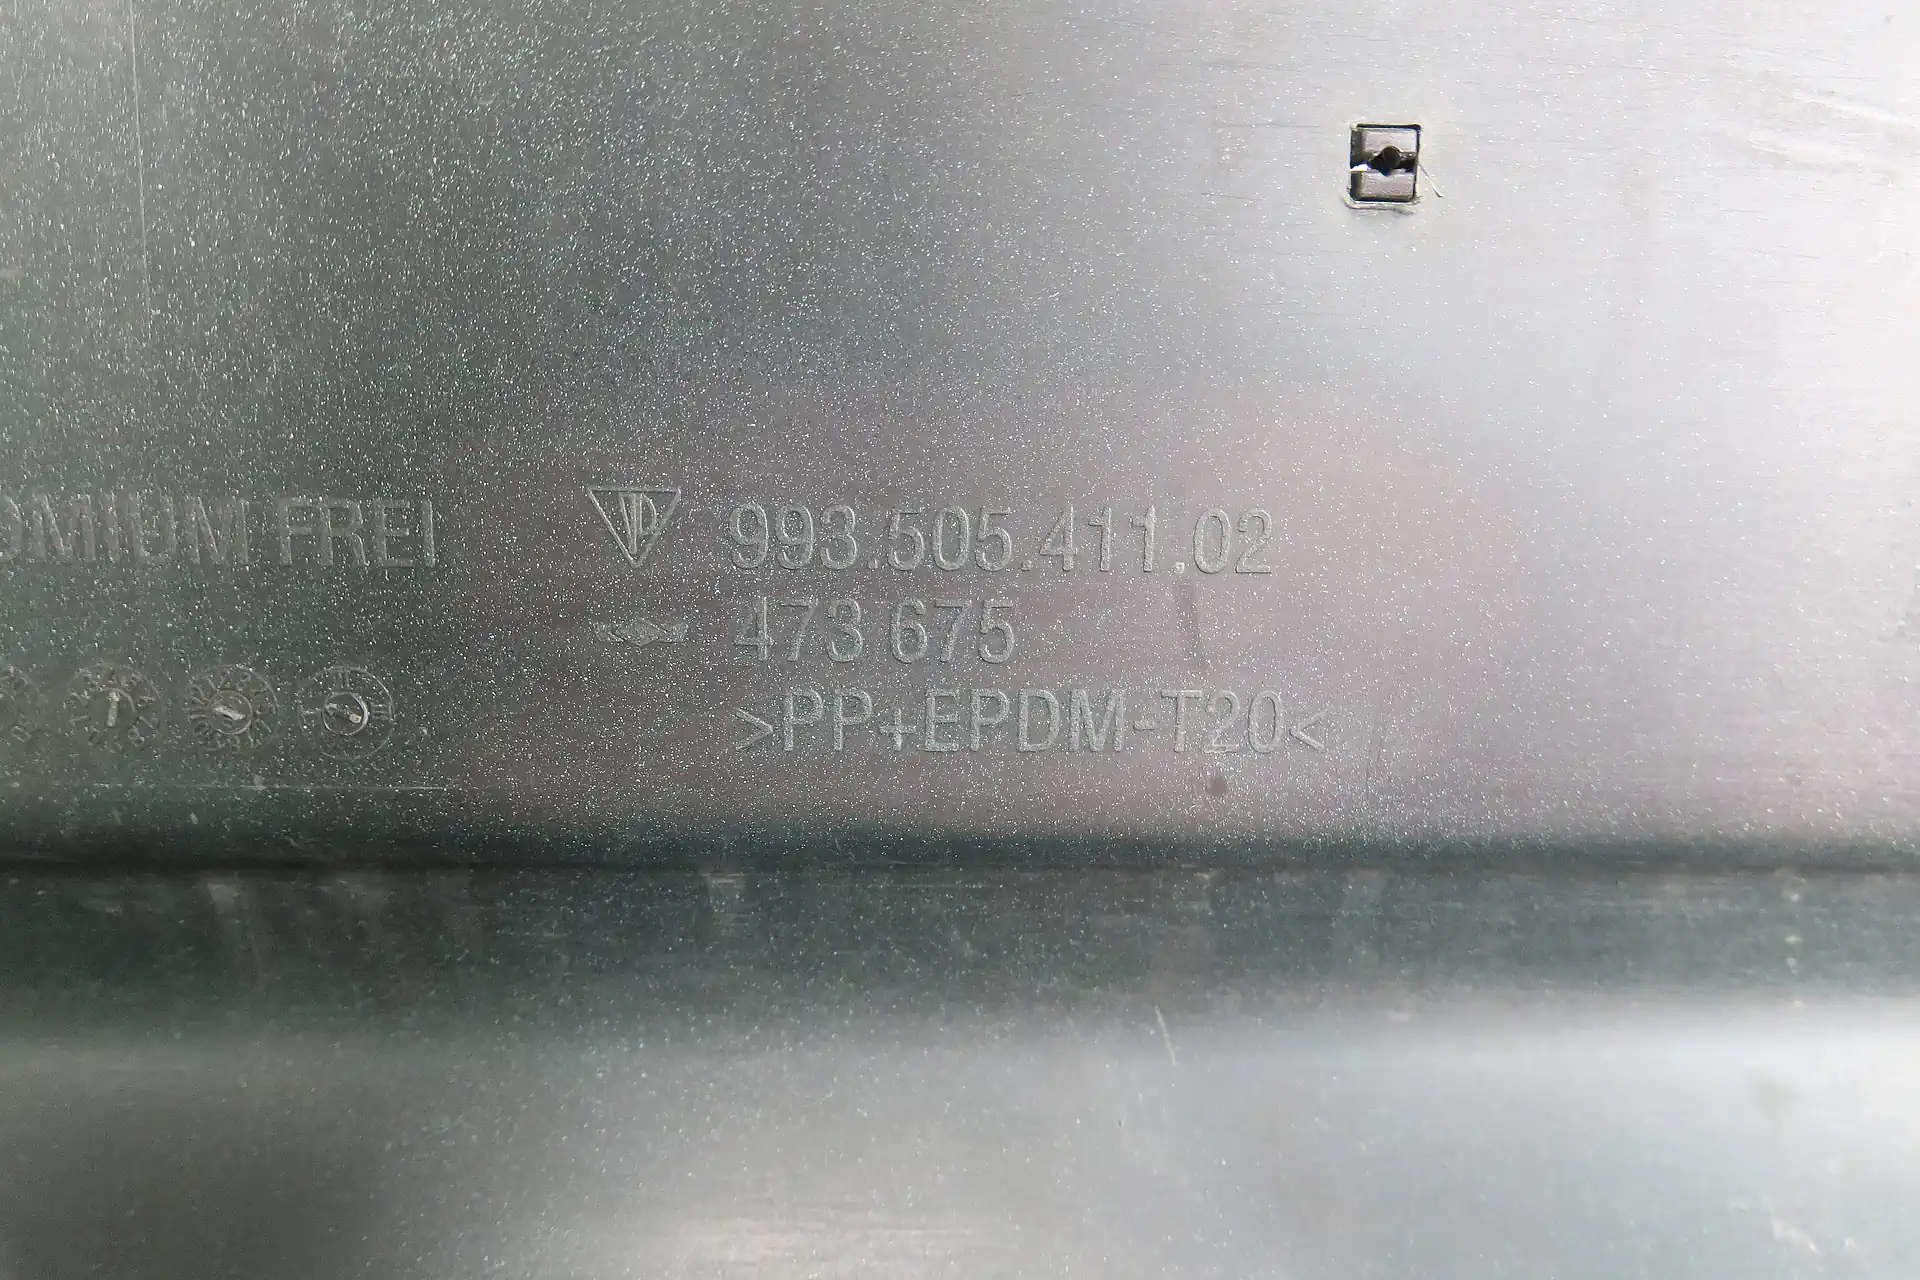 OMIUM FREI
993.505.411.02
473 675
>PP+EPDM-T20<